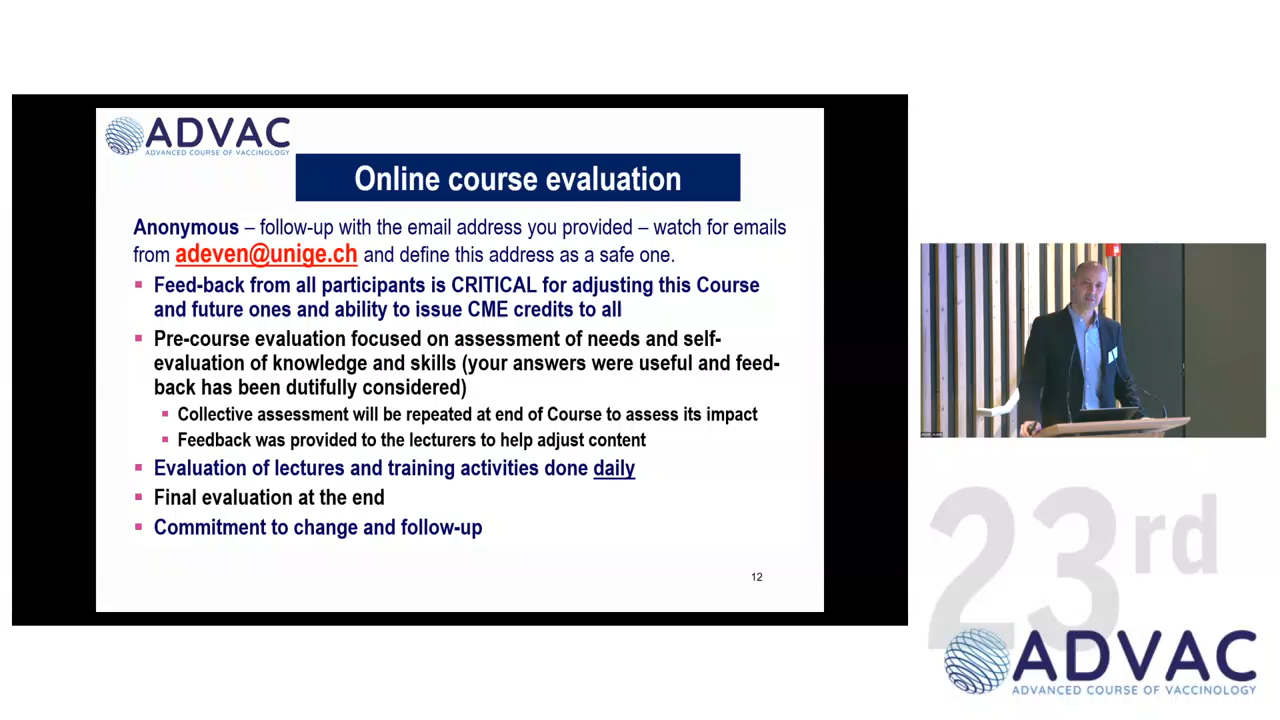 ADVAC
ADVANCED COURSE OF VACCINOLOGY
Online course evaluation
Anonymous – follow-up with the email address you provided – watch for emails
from adeven@unige.ch and define this address as a safe one.
Feed-back from all participants is CRITICAL for adjusting this Course
and future ones and ability to issue CME credits to all
Pre-course evaluation focused on assessment of needs and self-
evaluation of knowledge and skills (your answers were useful and feed-
back has been dutifully considered)
Collective assessment will be repeated at end of Course to assess its impact
Feedback was provided to the lecturers to help adjust content
Evaluation of lectures and training activities done daily
Final evaluation at the end
Commitment to change and follow-up
12
23rd
ADVAC
ADVANCED COURSE OF VACCINOLOGY